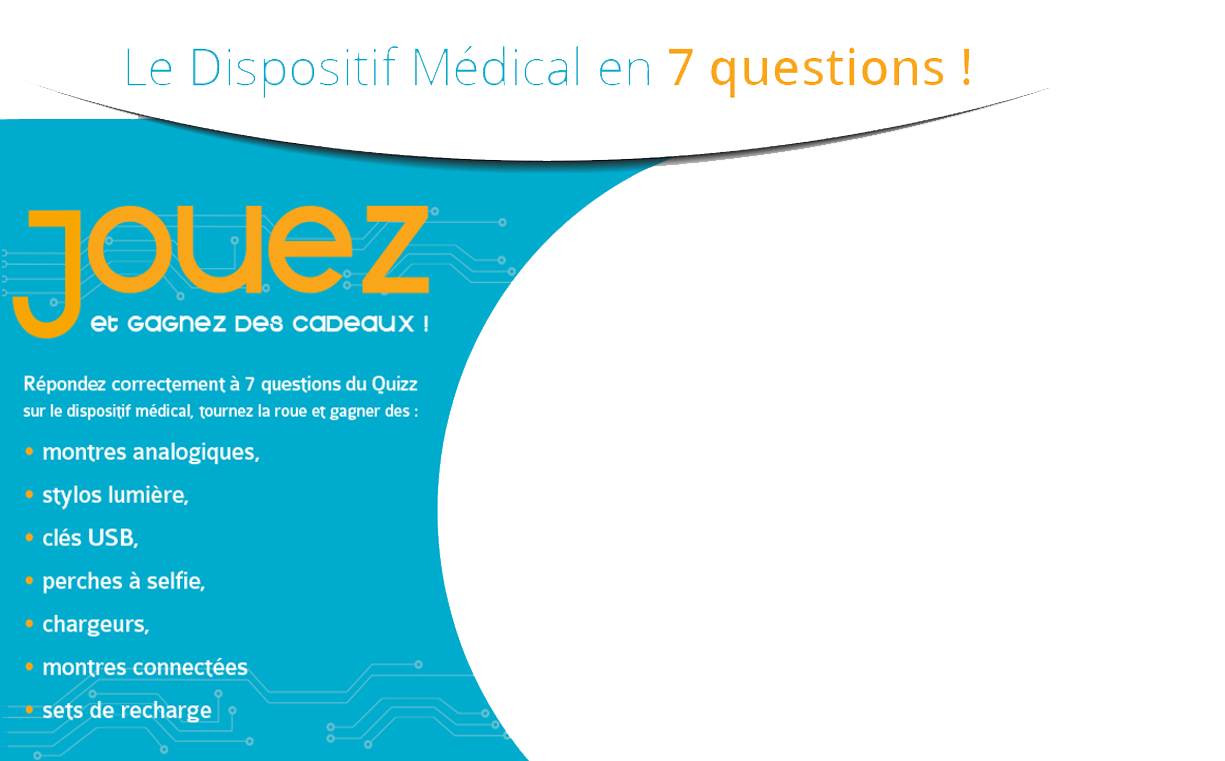 Le Dispositif Médical en 7 questions !
jouez
et gagnez des cadeaux !
Répondez correctement à 7 questions du Quizz
sur le dispositif médical, tournez la roue et gagner des :
• montres analogiques,
• stylos lumière,
• clés USB,
• perches à selfie,
• chargeurs,
• montres connectées
• sets de recharge